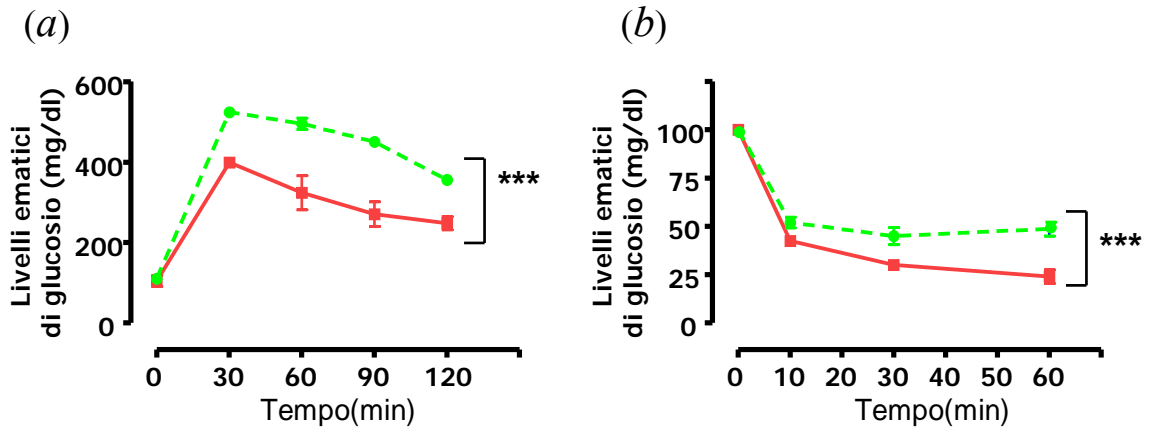 (a)
Livelli ematici
di glucosio (mg/dl)
600
400
200
0
***
0 30 60 90 120
Tempo(min)
(b)
Livelli ematici
di glucosio (mg/dl)
100
75
50
25
0
***
0 10 20 30 40 50 60
Tempo(min)